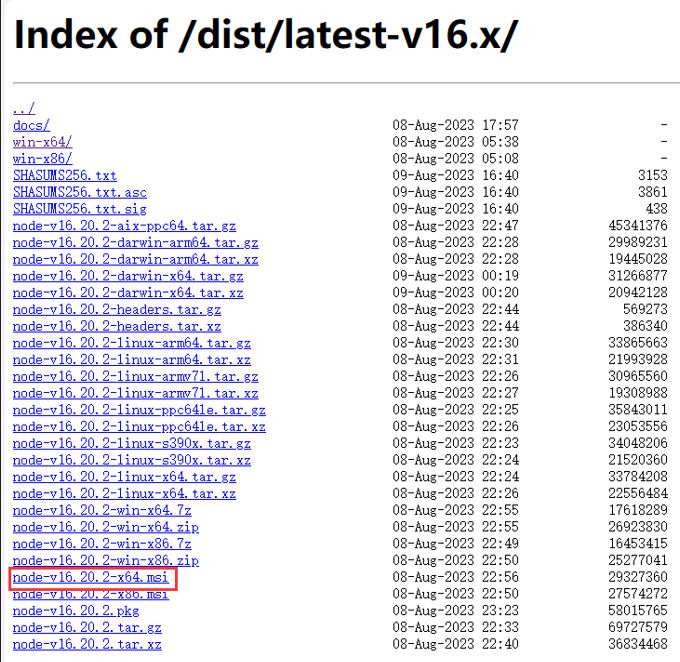 Index of /dist/latest-v16.x/
../
docs/ 08-Aug-2023 17:57 -
win-x64/ 08-Aug-2023 05:38 -
win-x86/ 08-Aug-2023 05:08 -
SHASUMS256.txt 09-Aug-2023 16:40 3153
SHASUMS256.txt.asc 09-Aug-2023 16:40 3861
SHASUMS256.txt.sig 09-Aug-2023 16:40 438
node-v16.20.2-aix-ppc64.tar.gz 08-Aug-2023 22:47 45341376
node-v16.20.2-darwin-arm64.tar.gz 08-Aug-2023 22:28 29989231
node-v16.20.2-darwin-arm64.tar.xz 08-Aug-2023 22:28 19445028
node-v16.20.2-darwin-x64.tar.gz 09-Aug-2023 00:19 31266877
node-v16.20.2-darwin-x64.tar.xz 09-Aug-2023 00:20 20942128
node-v16.20.2-headers.tar.gz 08-Aug-2023 22:44 569273
node-v16.20.2-headers.tar.xz 08-Aug-2023 22:44 386340
node-v16.20.2-linux-arm64.tar.gz 08-Aug-2023 22:30 33865663
node-v16.20.2-linux-arm64.tar.xz 08-Aug-2023 22:31 21993928
node-v16.20.2-linux-armv7l.tar.gz 08-Aug-2023 22:26 30965560
node-v16.20.2-linux-armv7l.tar.xz 08-Aug-2023 22:27 19308988
node-v16.20.2-linux-ppc64le.tar.gz 08-Aug-2023 22:25 35843011
node-v16.20.2-linux-ppc64le.tar.xz 08-Aug-2023 22:26 23053556
node-v16.20.2-linux-s390x.tar.gz 08-Aug-2023 22:23 34048206
node-v16.20.2-linux-s390x.tar.xz 08-Aug-2023 22:24 21520360
node-v16.20.2-linux-x64.tar.gz 08-Aug-2023 22:24 33784208
node-v16.20.2-linux-x64.tar.xz 08-Aug-2023 22:26 22556484
node-v16.20.2-win-x64.7z 08-Aug-2023 22:55 17618289
node-v16.20.2-win-x64.zip 08-Aug-2023 22:55 26923830
node-v16.20.2-win-x86.7z 08-Aug-2023 22:49 16453415
node-v16.20.2-win-x86.zip 08-Aug-2023 22:50 25277041
node-v16.20.2-x64.msi 08-Aug-2023 22:56 29327360
node-v16.20.2-x86.msi 08-Aug-2023 22:50 27574272
node-v16.20.2.pkg 08-Aug-2023 23:23 58015765
node-v16.20.2.tar.gz 08-Aug-2023 22:33 69727579
node-v16.20.2.tar.xz 08-Aug-2023 22:40 36834468